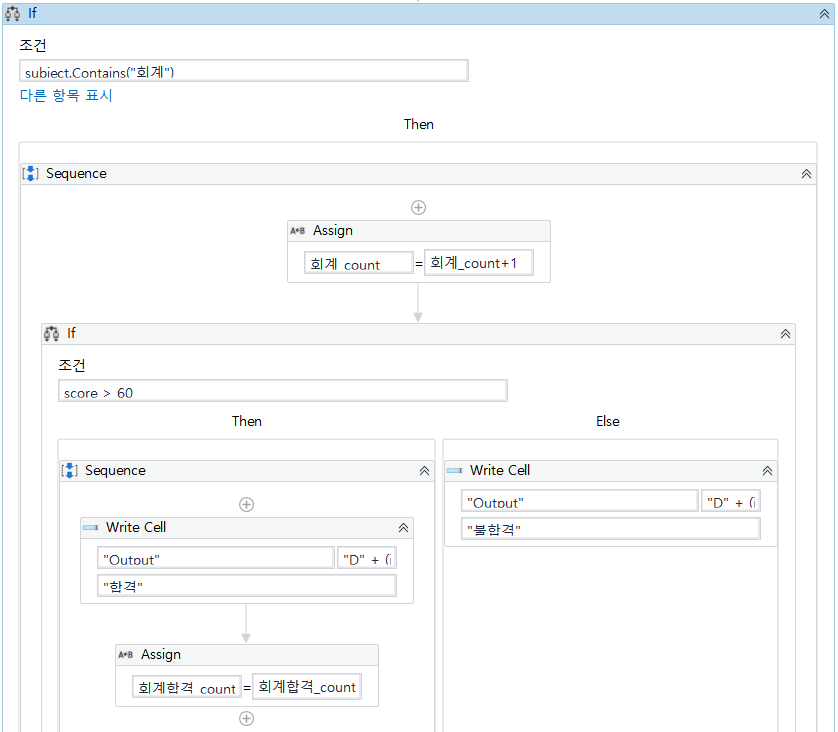 If
조건
subject.Contains("회계")
다른 항목 표시
Then
Sequence
A*B Assign
회계_count = 회계_count+1
If
조건
score > 60
Then
Else
Sequence
Write Cell
"Output" "D" + (
"합격"
A*B Assign
회계합격_count = 회계합격_count
Write Cell
"Output" "D" + (
"불합격"